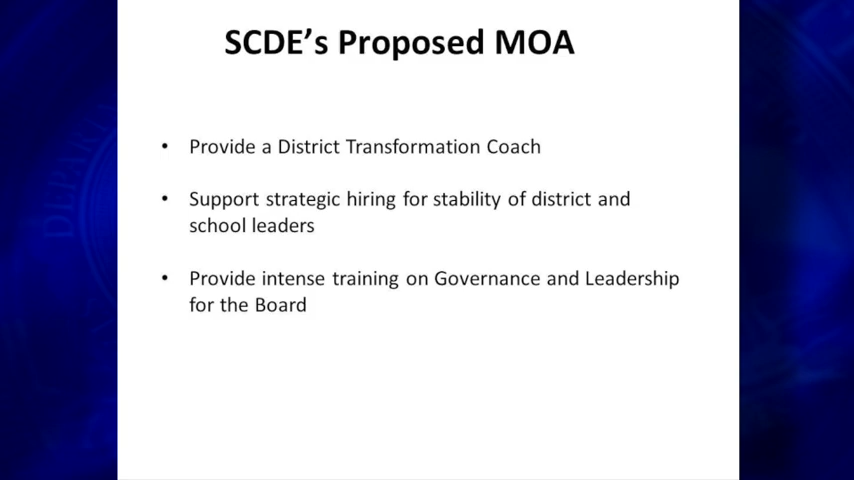 SCDE's Proposed MOA
• Provide a District Transformation Coach
• Support strategic hiring for stability of district and
school leaders
• Provide intense training on Governance and Leadership
for the Board